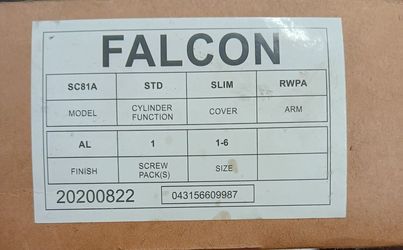 FALCON
SC81A STD SLIM RWPA
MODEL CYLINDER FUNCTION COVER ARM
AL 1 1-6
FINISH SCREW PACK(S) SIZE
20200822 043156609987